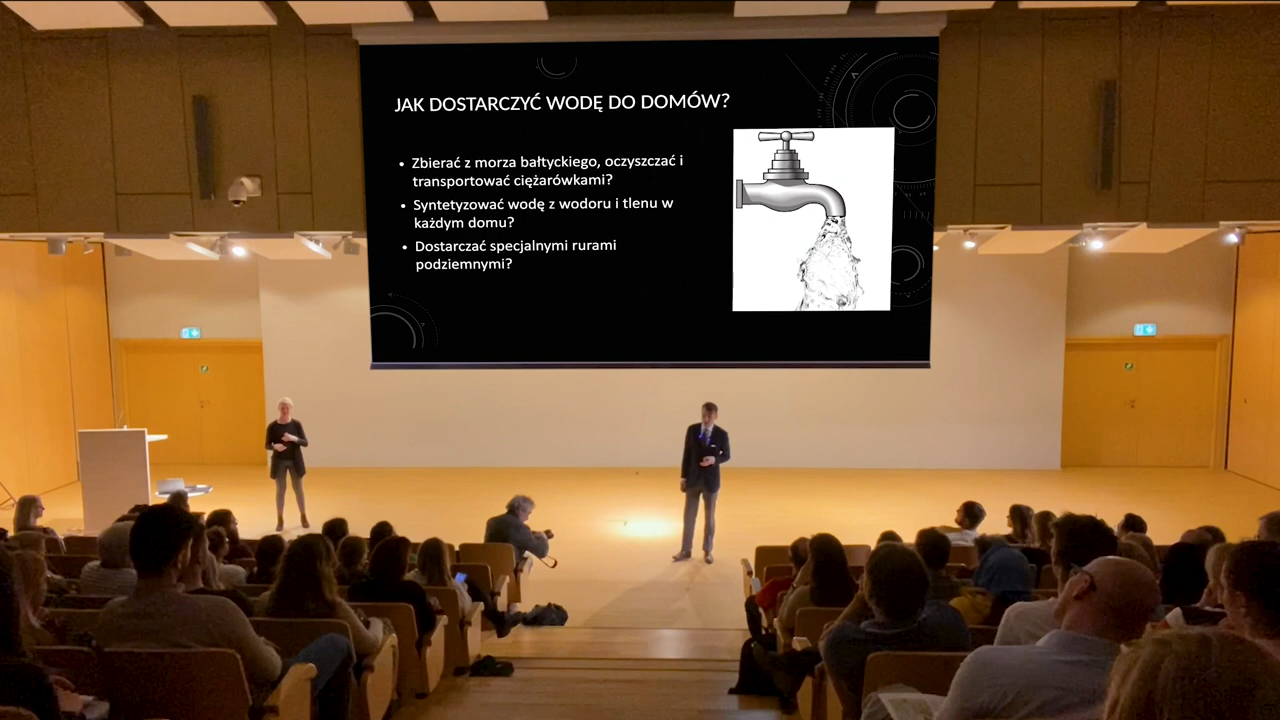 JAK DOSTARCZYĆ WODĘ DO DOMÓW?
• Zbierać z morza bałtyckiego, oczyszczać i
transportować ciężarówkami?
• Syntetyzować wodę z wodoru i tlenu w
każdym domu?
• Dostarczać specjalnymi rurami
podziemnymi?